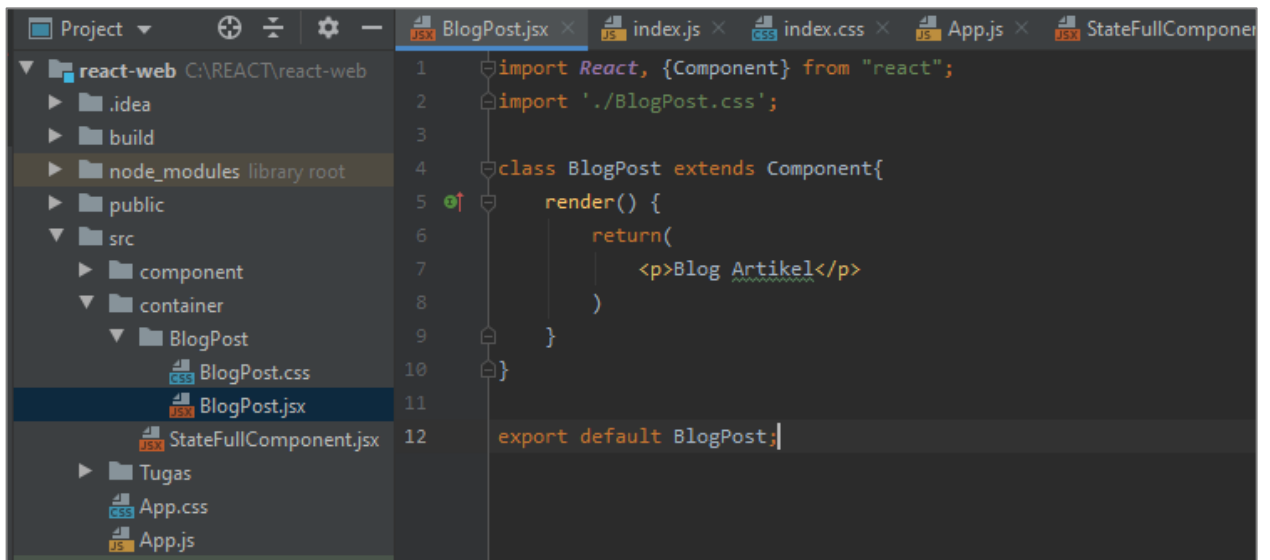 Project
BlogPost.jsx
index.js
index.css
App.js
StateFullComponer
react-web C:\REACT\react-web
.idea
build
node_modules library root
public
src
component
container
BlogPost
BlogPost.css
BlogPost.jsx
StateFullComponent.jsx
Tugas
App.css
App.js
1 import React, {Component} from "react";
2 import './BlogPost.css';
3
4 class BlogPost extends Component{
5     render() {
6         return(
7             <p>Blog Artikel</p>
8         )
9     }
10 }
11
12 export default BlogPost;